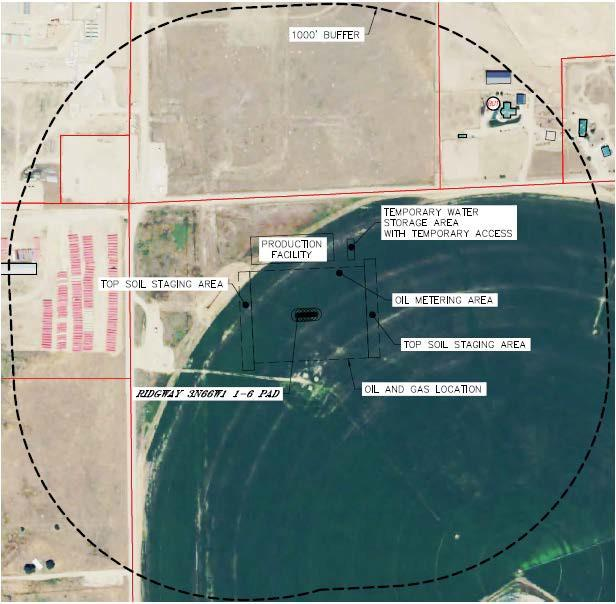 1000' BUFFER
TEMPORARY WATER
STORAGE AREA
WITH TEMPORARY ACCESS
PRODUCTION
FACILITY
TOP SOIL STAGING AREA
OIL METERING AREA
TOP SOIL STAGING AREA
OIL AND GAS LOCATION
RIDGWAY 3N66W1 1-6 PAD